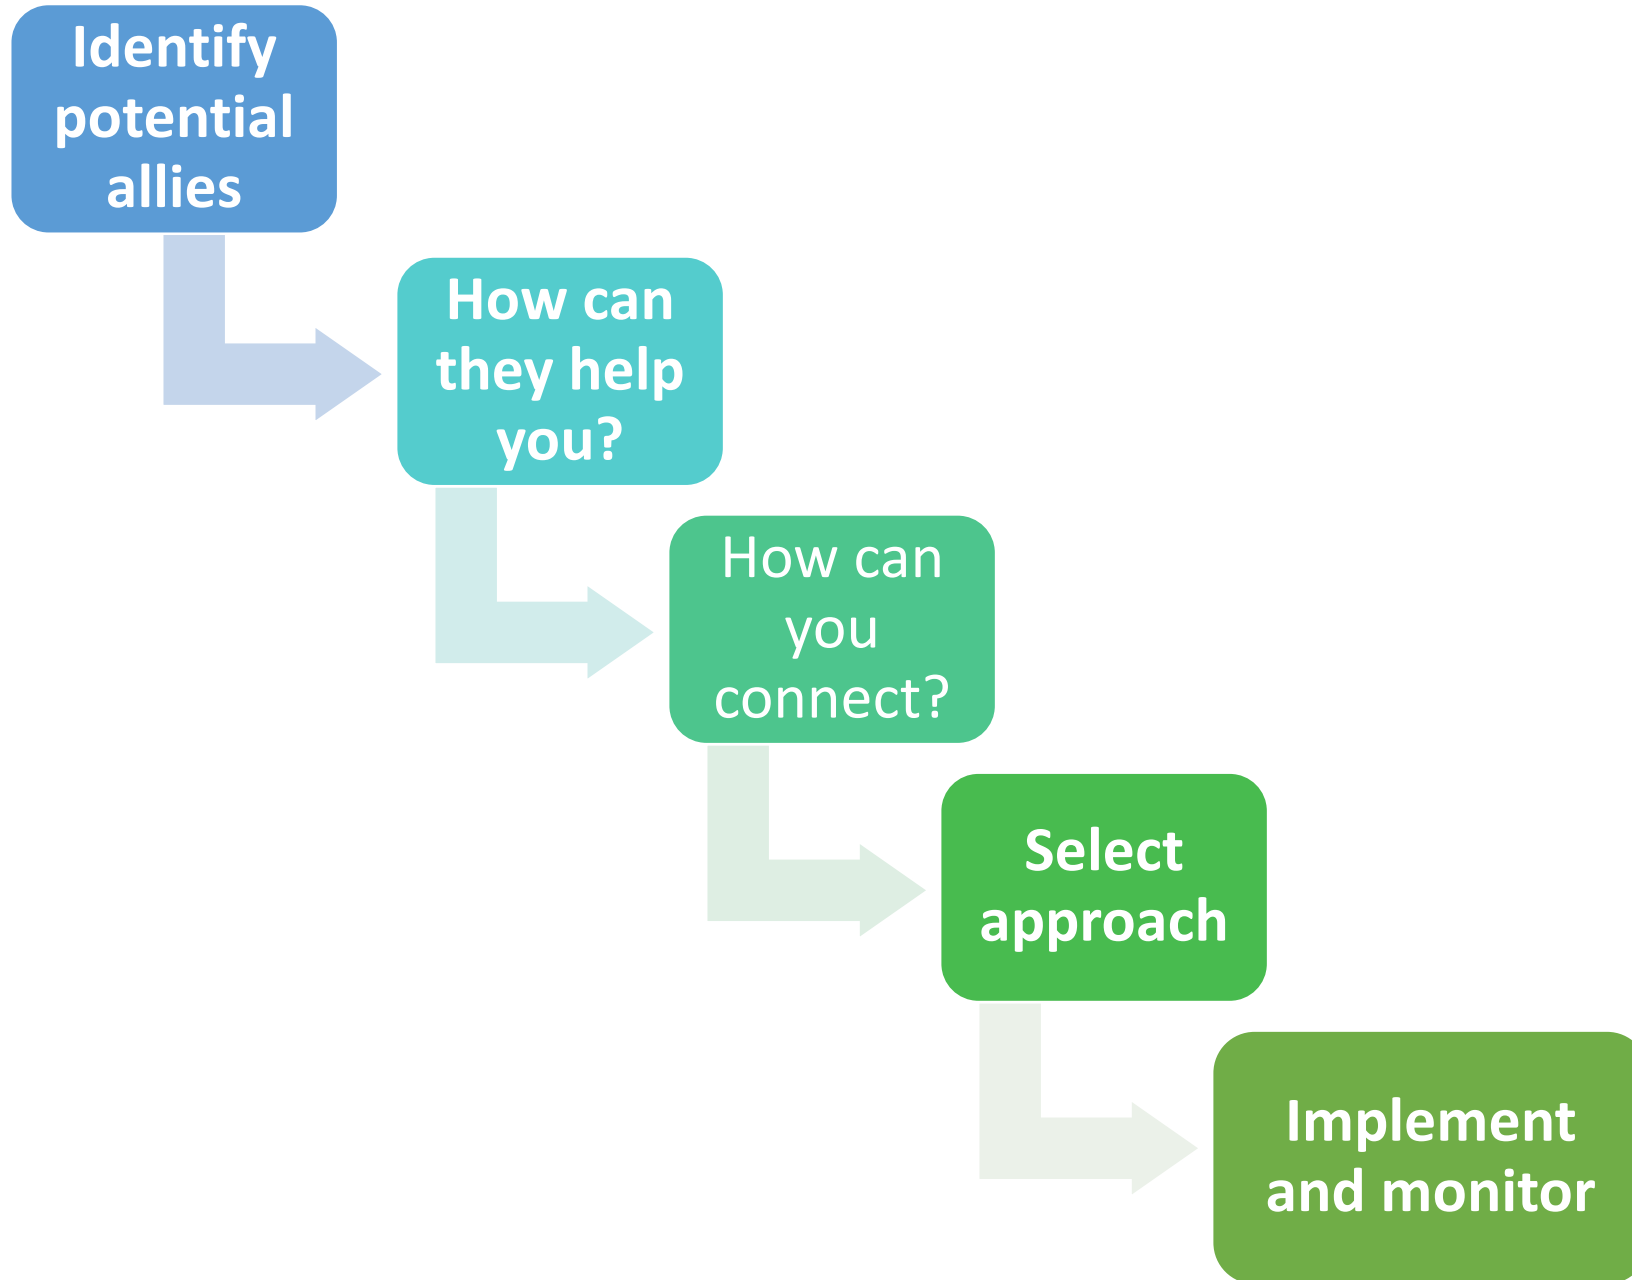 Identify
potential
allies
How can
they help
you?
How can
you
connect?
Select
approach
Implement
and monitor